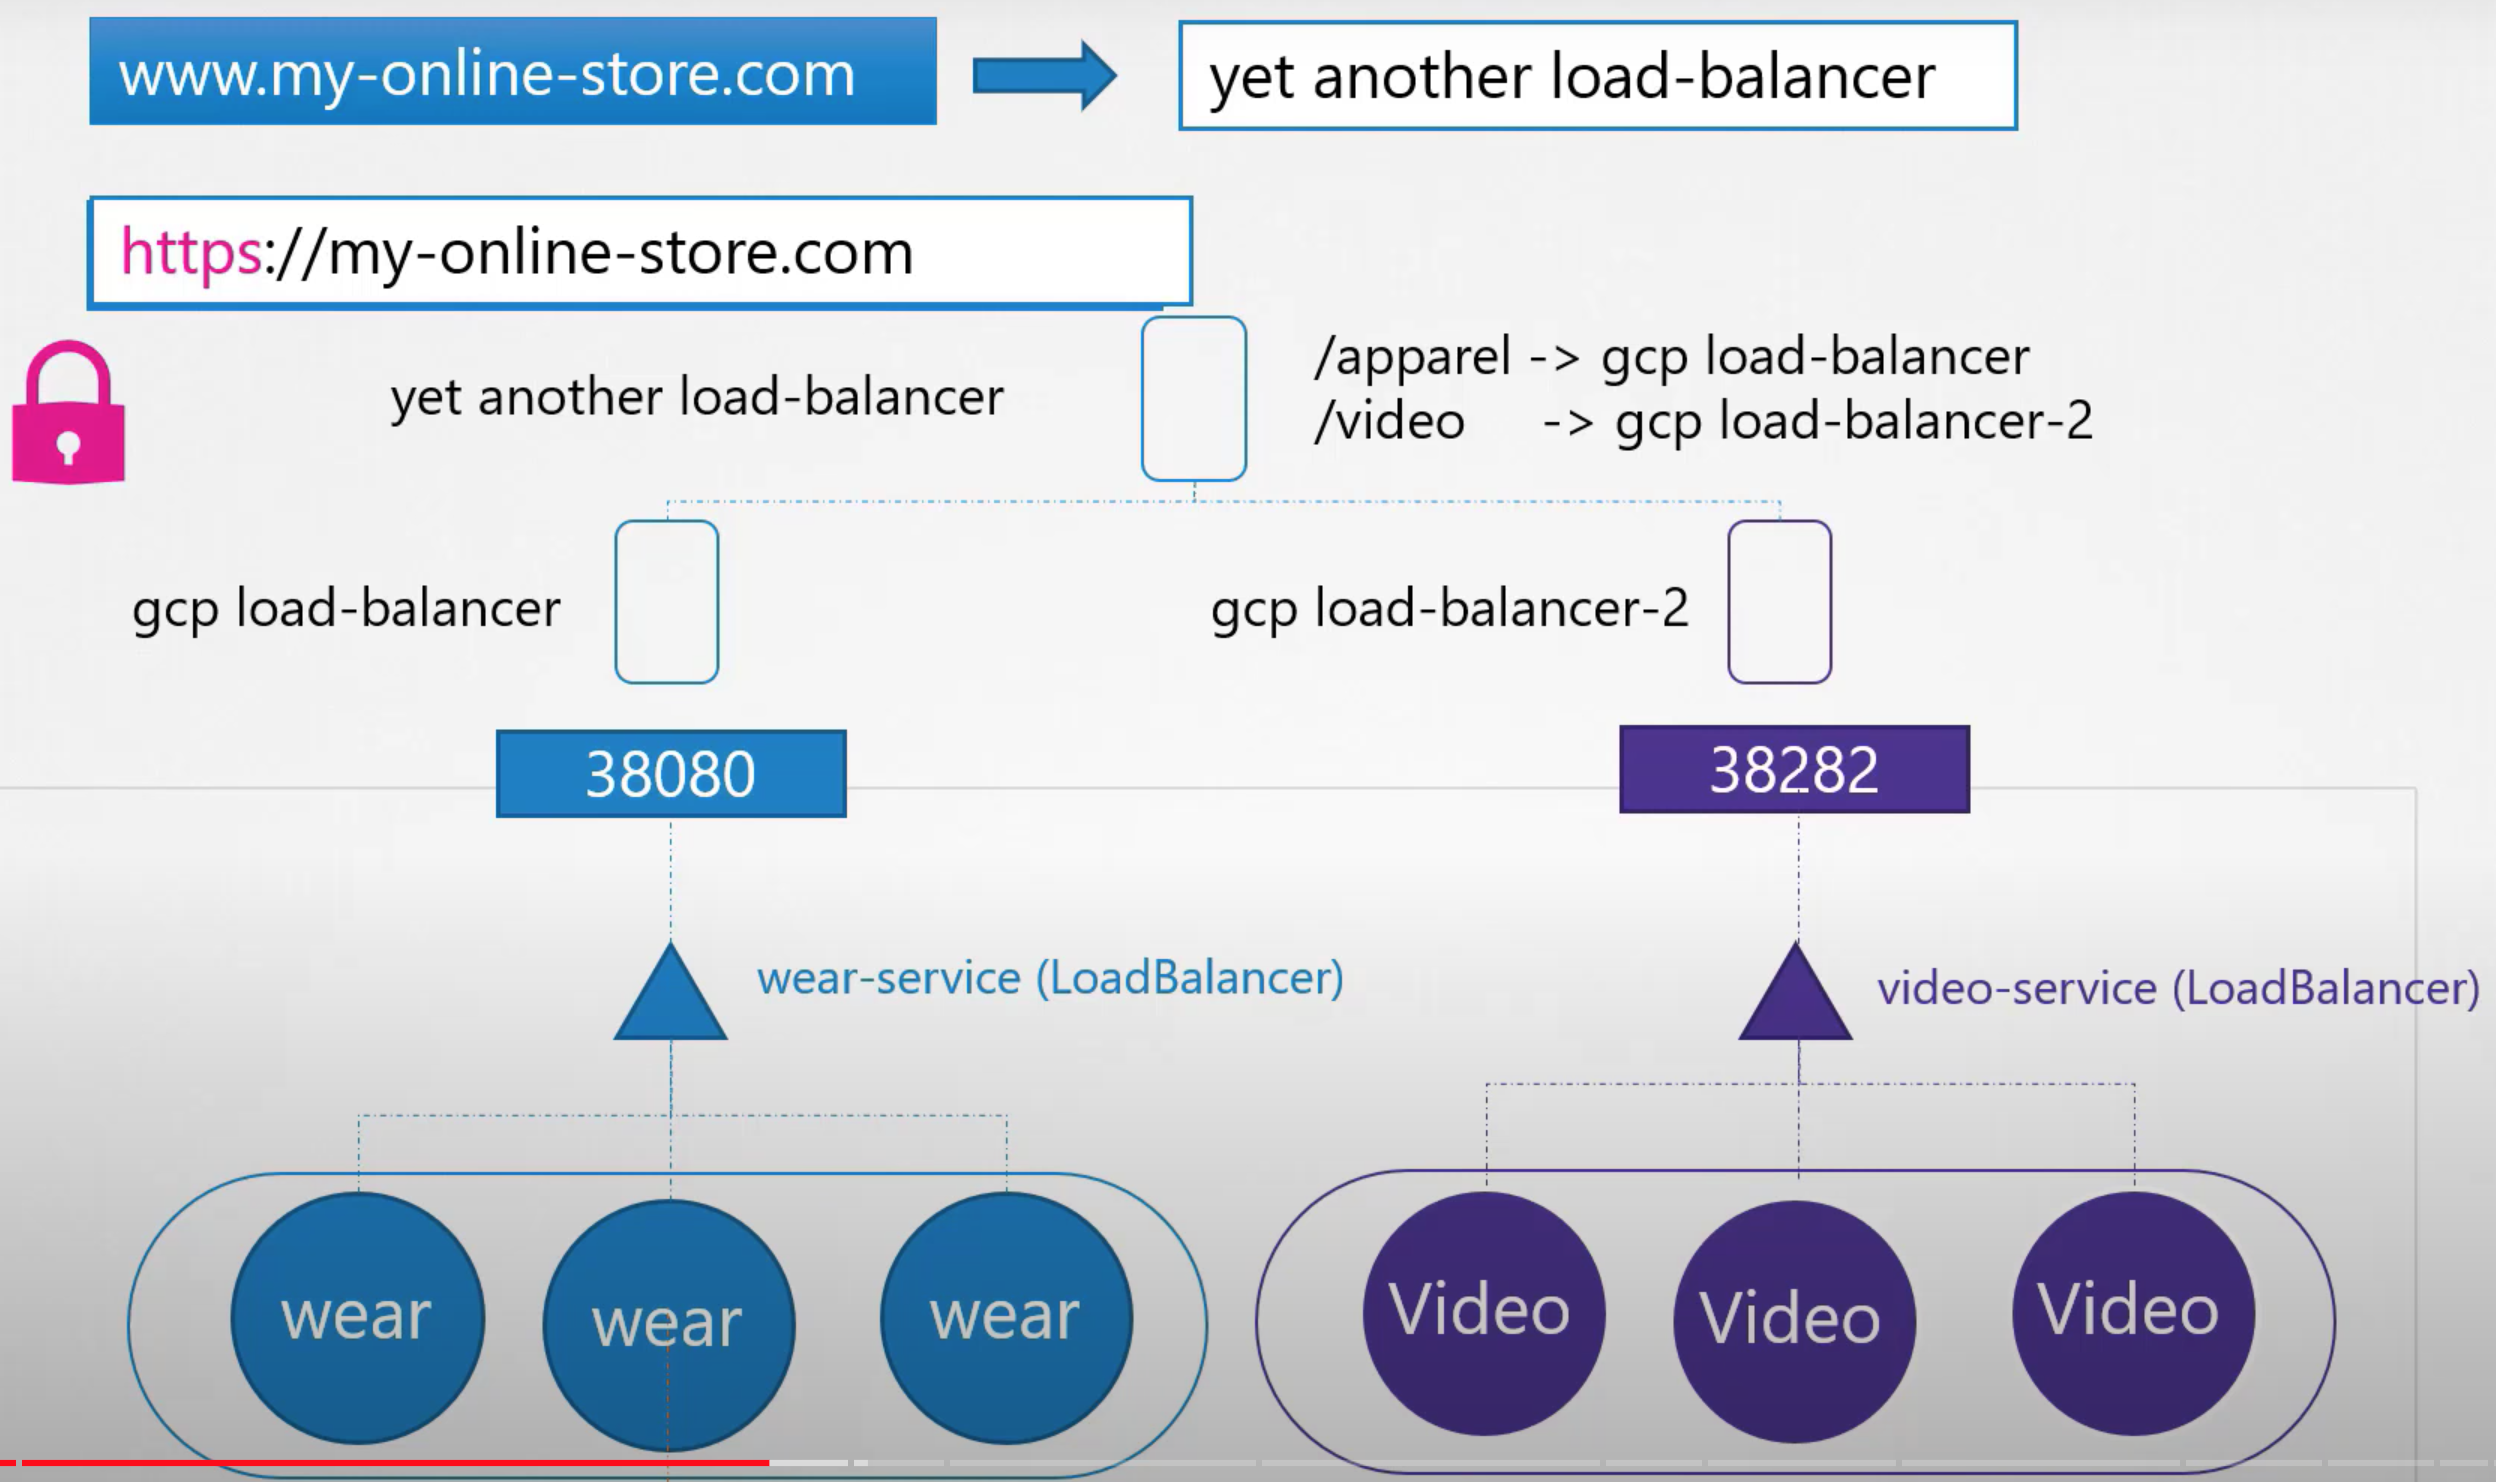 www.my-online-store.com
yet another load-balancer
https://my-online-store.com
yet another load-balancer
/apparel -> gcp load-balancer
/video -> gcp load-balancer-2
gcp load-balancer
gcp load-balancer-2
38080
38282
wear-service (LoadBalancer)
video-service (LoadBalancer)
wear
wear
wear
Video
Video
Video